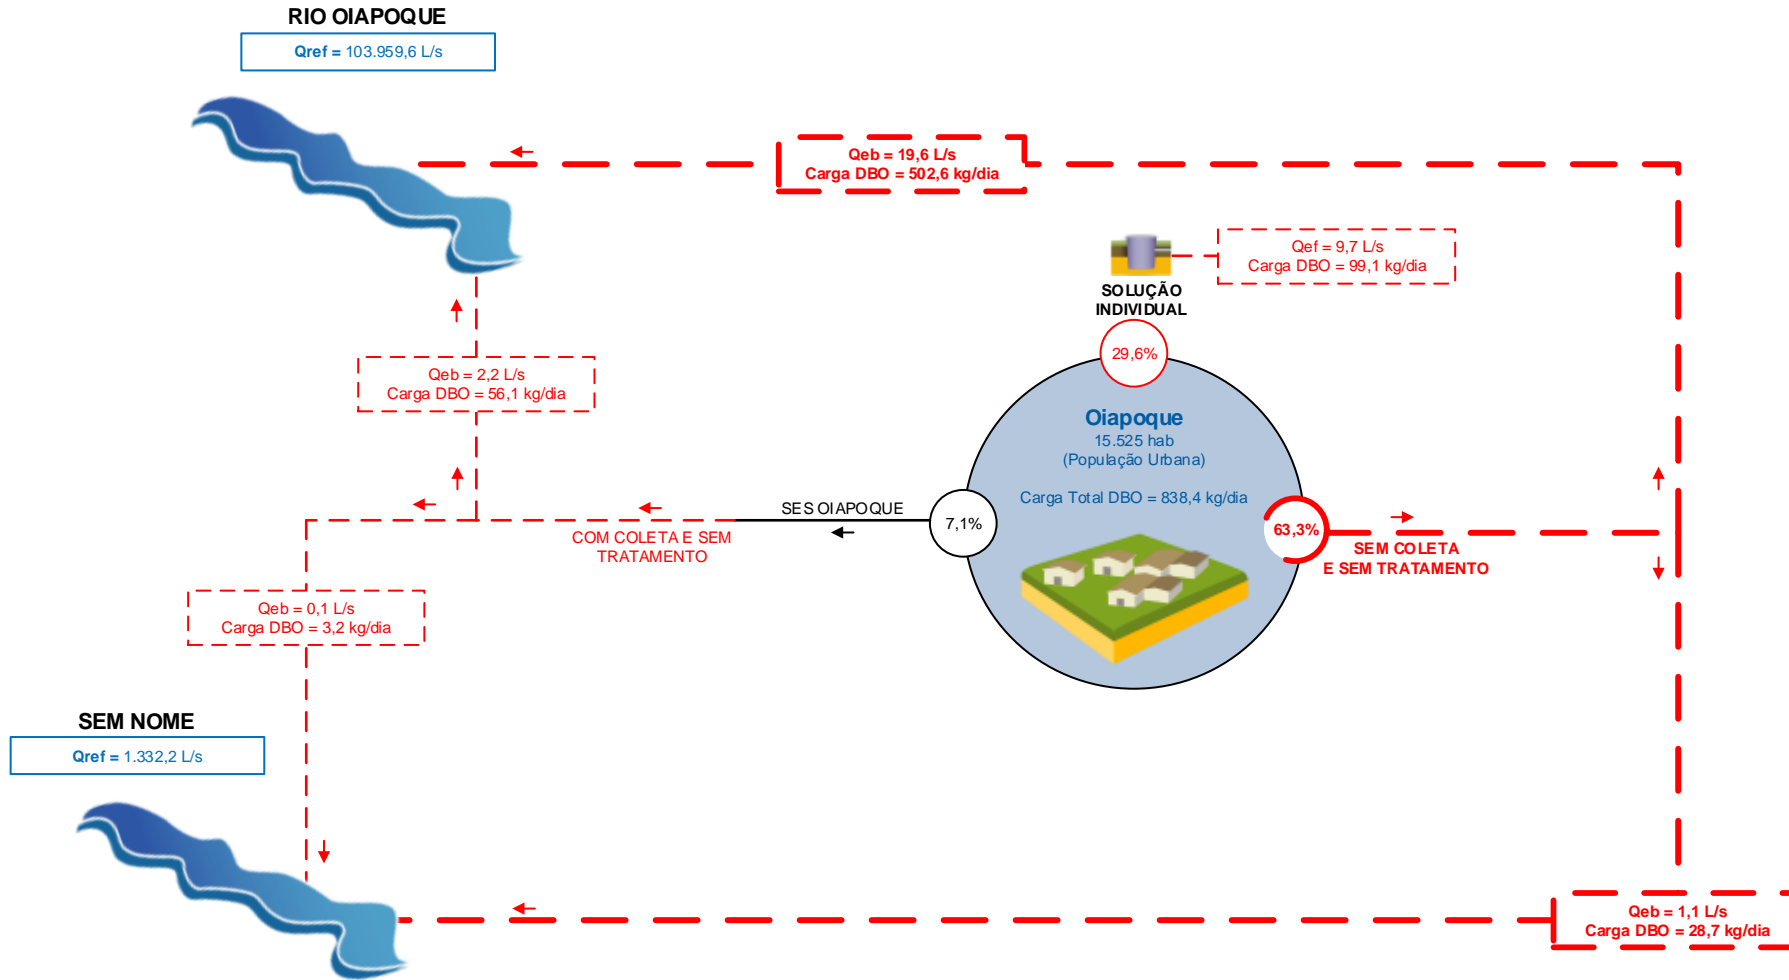 RIO OIAPOQUE
Qref = 103.959,6 L/s
Qeb = 19,6 L/s
Carga DBO = 502,6 kg/dia
Qef = 9,7 L/s
Carga DBO = 99,1 kg/dia
SOLUÇÃO
INDIVIDUAL
29,6%
Qeb = 2,2 L/s
Carga DBO = 56,1 kg/dia
Oiapoque
15.525 hab
(População Urbana)
Carga Total DBO = 838,4 kg/dia
SES OIAPOQUE
7,1%
63,3%
COM COLETA E SEM
TRATAMENTO
SEM COLETA
E SEM TRATAMENTO
Qeb = 0,1 L/s
Carga DBO = 3,2 kg/dia
SEM NOME
Qref = 1.332,2 L/s
Qeb = 1,1 L/s
Carga DBO = 28,7 kg/dia